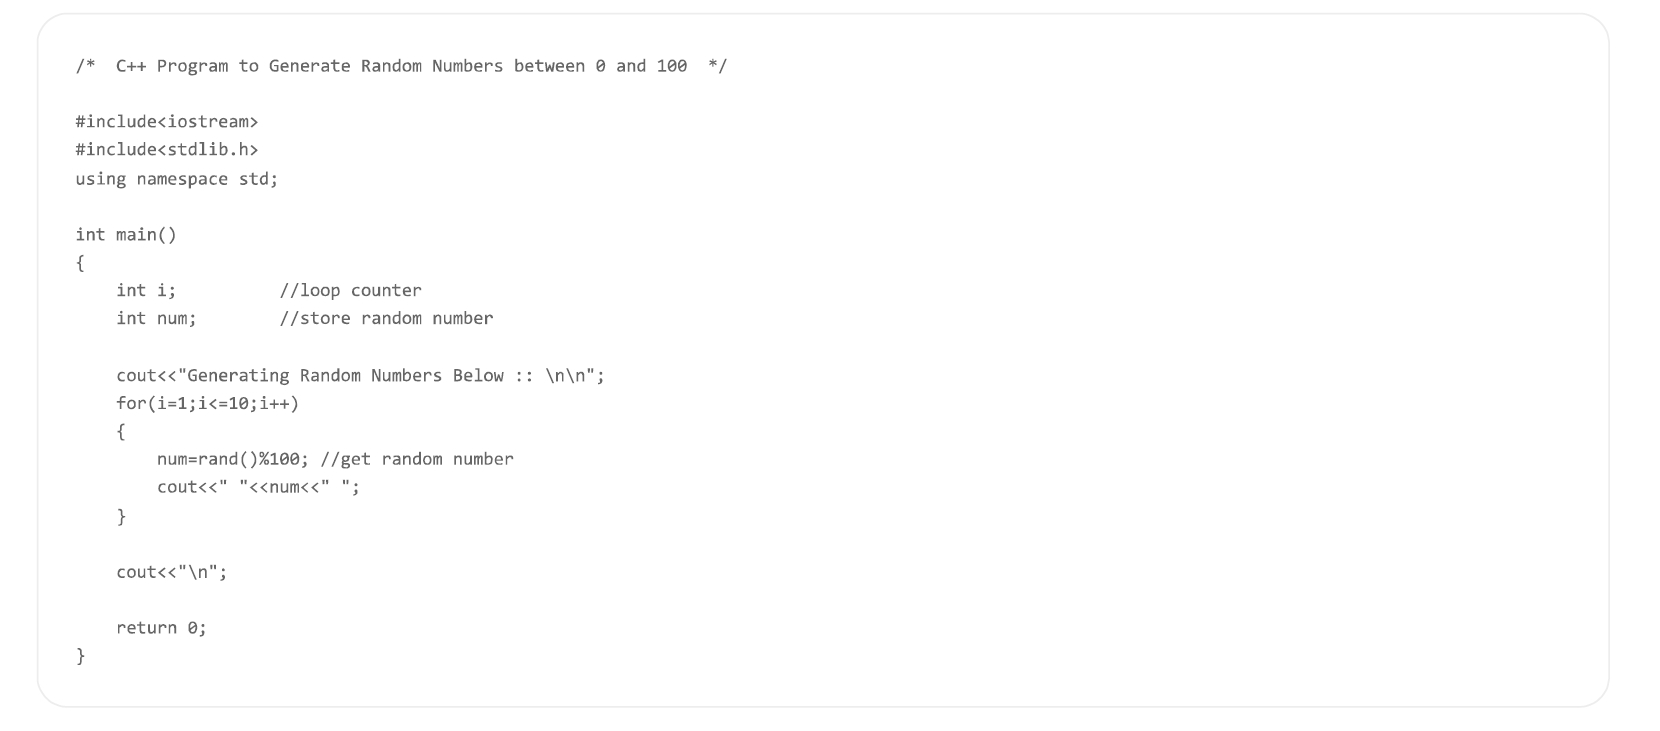 /*  C++ Program to Generate Random Numbers between 0 and 100  */
#include<iostream>
#include<stdlib.h>
using namespace std;
int main()
{
    int i;          //loop counter
    int num;        //store random number
    cout<<"Generating Random Numbers Below :: \n\n";
    for(i=1;i<=10;i++)
    {
        num=rand()%100; //get random number
        cout<<" "<<num<<" ";
    }
    cout<<"\n";
    return 0;
}